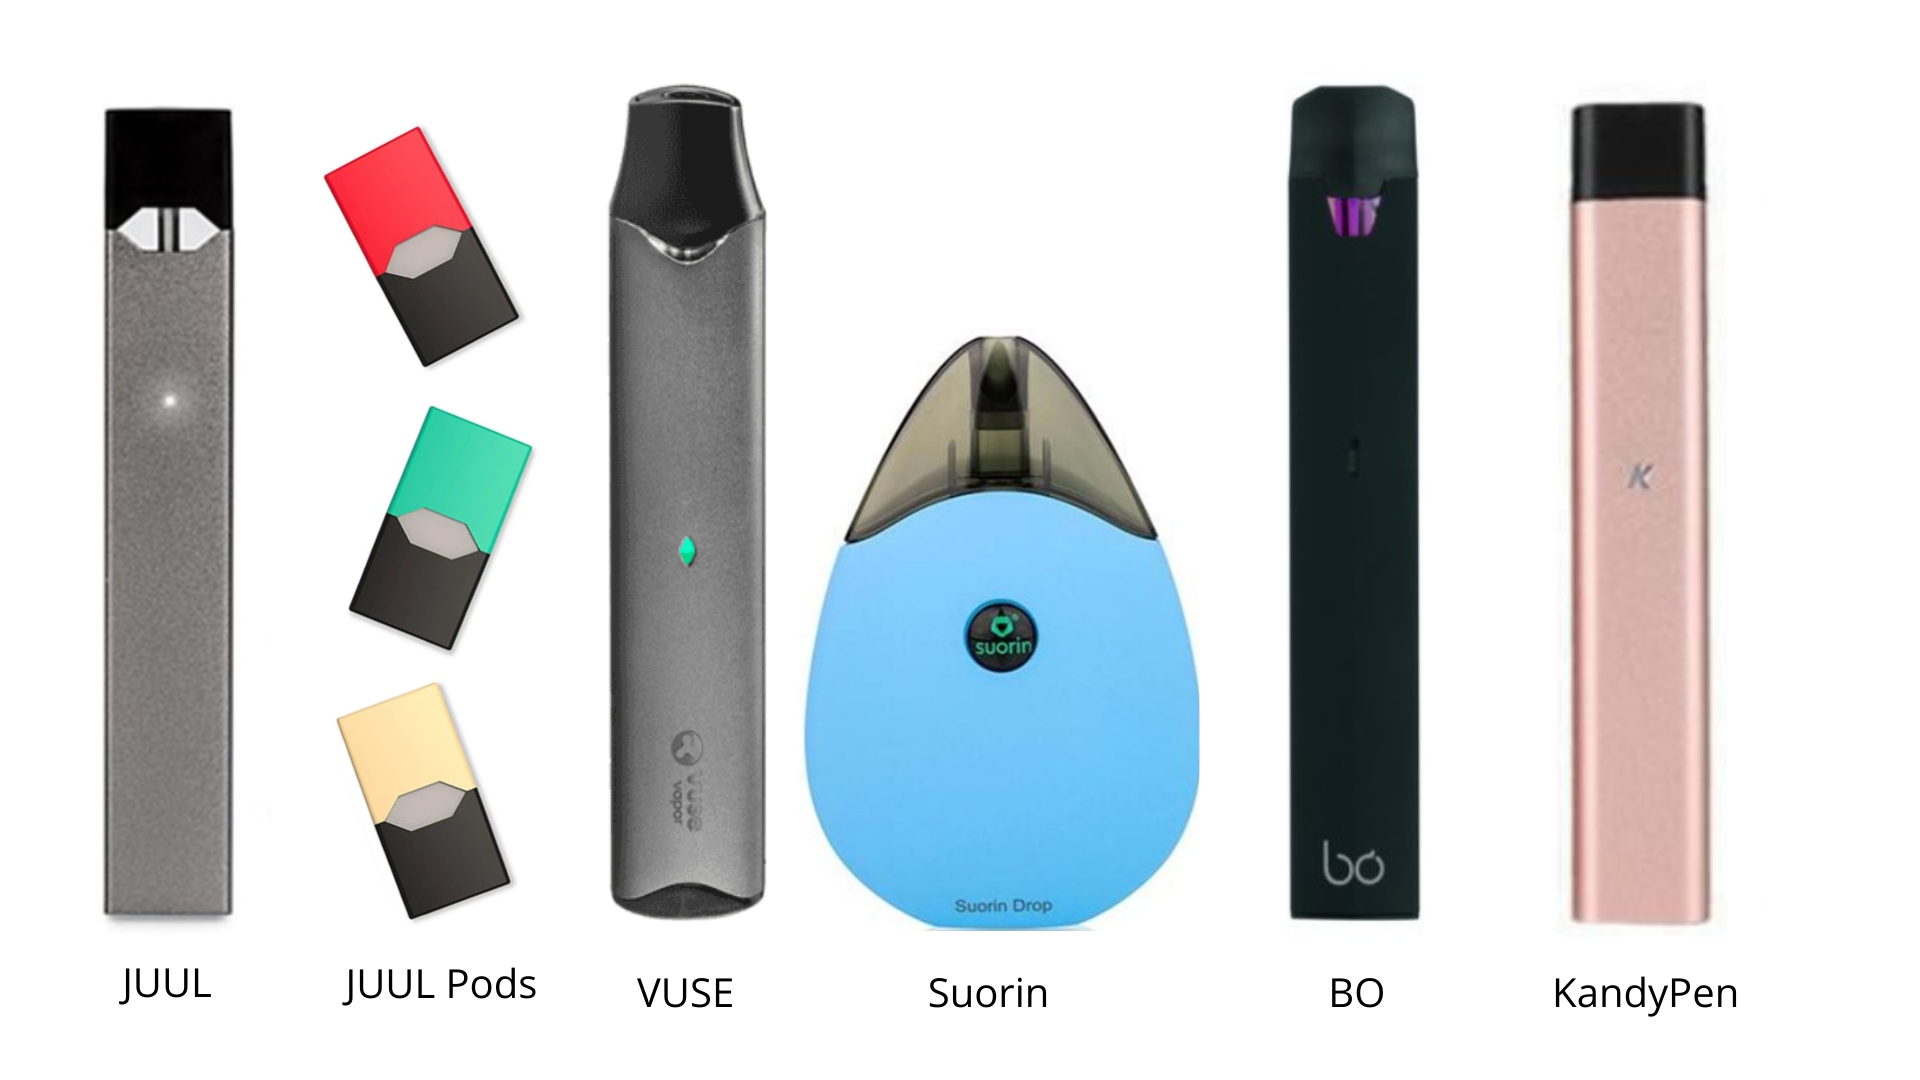 suorin
vuse
vapor
K
bo
Suorin Drop
JUUL
JUUL Pods
VUSE
Suorin
BO
KandyPen